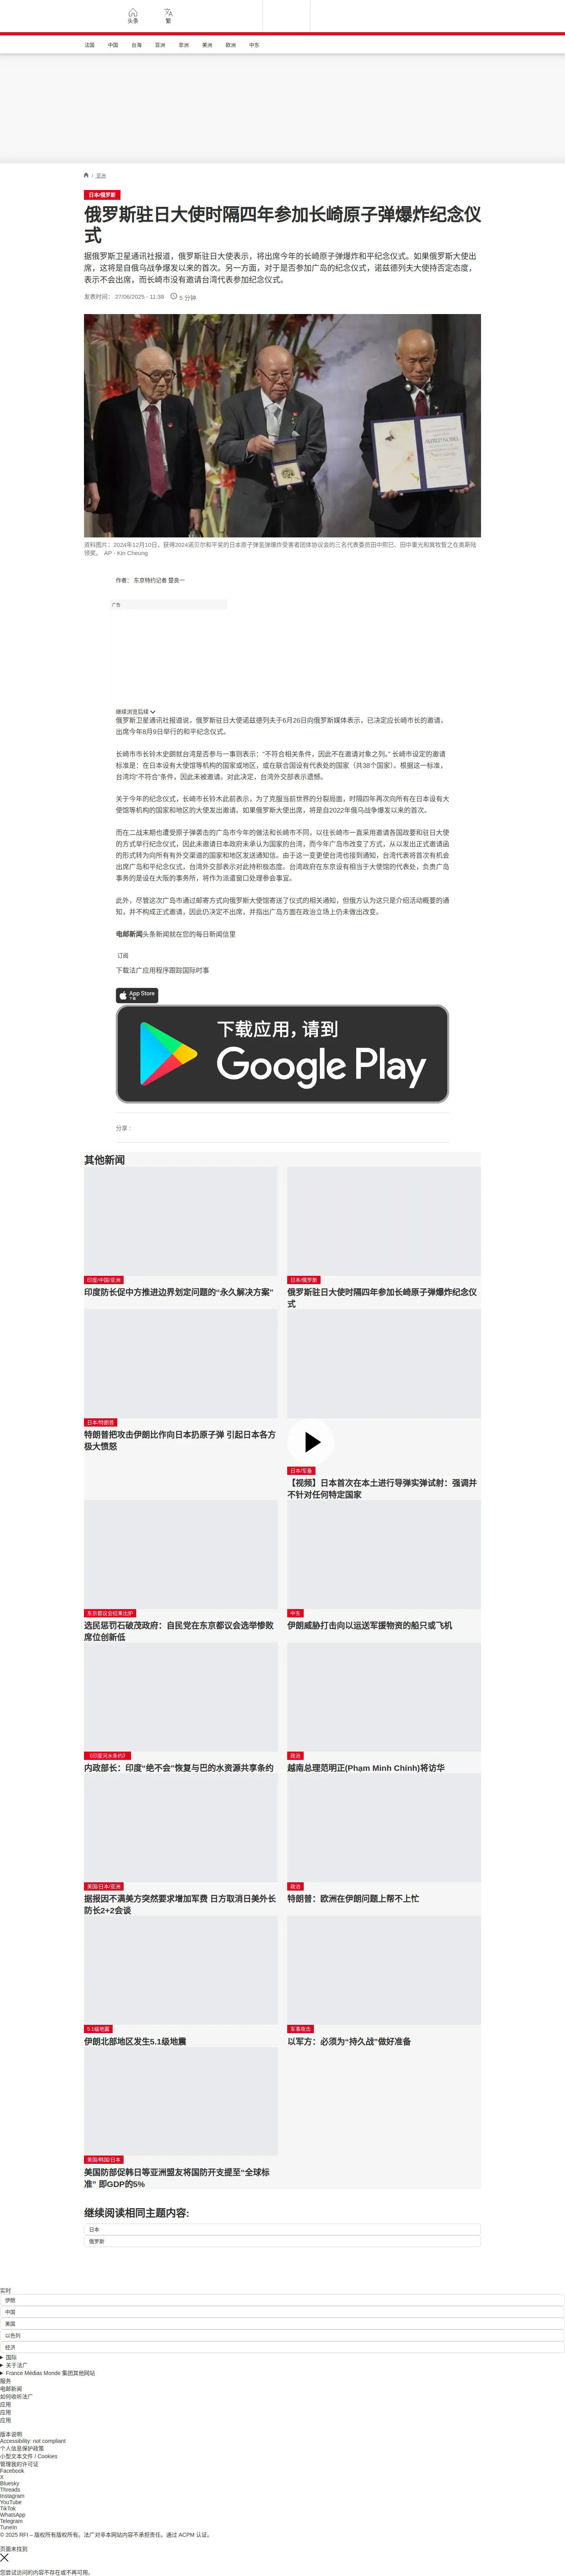 头条
繁
法国
中国
台海
亚洲
非洲
美洲
欧洲
中东
/ 亚洲
日本/俄罗斯
俄罗斯驻日大使时隔四年参加长崎原子弹爆炸纪念仪
式
据俄罗斯卫星通讯社报道，俄罗斯驻日大使表示，将出席今年的长崎原子弹爆炸和平纪念仪式。如果俄罗斯大使出
席，这将是自俄乌战争爆发以来的首次。另一方面，对于是否参加广岛的纪念仪式，诺兹德列夫大使持否定态度，
表示不会出席，而长崎市没有邀请台湾代表参加纪念仪式。
发表时间： 27/06/2025 - 11:38
5 分钟
资料图片：2024年12月10日，获得2024诺贝尔和平奖的日本原子弹氢弹爆炸受害者团体协议会的三名代表委员田中熙巳、田中重光和箕牧智之在奥斯陆
领奖。 AP - Kin Cheung
作者： 东京特约记者 楚良一
广告
继续浏览后续
俄罗斯卫星通讯社报道说，俄罗斯驻日大使诺兹德列夫于6月26日向俄罗斯媒体表示，已决定应长崎市长的邀请，
出席今年8月9日举行的和平纪念仪式。
长崎市市长铃木史朗就台湾是否参与一事则表示：“不符合相关条件，因此不在邀请对象之列。” 长崎市设定的邀请
标准是：在日本设有大使馆等机构的国家或地区，或在联合国设有代表处的国家（共38个国家）。根据这一标准，
台湾均“不符合”条件，因此未被邀请。对此决定，台湾外交部表示遗憾。
关于今年的纪念仪式，长崎市长铃木此前表示，为了克服当前世界的分裂局面，时隔四年再次向所有在日本设有大
使馆等机构的国家和地区的大使发出邀请。如果俄罗斯大使出席，将是自2022年俄乌战争爆发以来的首次。
而在二战末期也遭受原子弹袭击的广岛市今年的做法和长崎市不同，以往长崎市一直采用邀请各国政要和驻日大使
的方式举行纪念仪式，因此未邀请日本政府未承认为国家的台湾，而今年广岛市改变了方式，从以发出正式邀请函
的形式转为向所有有外交渠道的国家和地区发送通知信。由于这一变更使台湾也接到通知，台湾代表将首次有机会
出席广岛和平纪念仪式，台湾外交部表示对此持积极态度。台湾政府在东京设有相当于大使馆的代表处，负责广岛
事务的是设在大阪的事务所，将作为派遣窗口处理参会事宜。
此外，尽管这次广岛市通过邮寄方式向俄罗斯大使馆寄送了仪式的相关通知，但俄方认为这只是介绍活动概要的通
知，并不构成正式邀请，因此仍决定不出席，并指出广岛方面在政治立场上仍未做出改变。
电邮新闻头条新闻就在您的每日新闻信里
订阅
下载法广应用程序跟踪国际时事
App Store
下载
下载应用，请到
Google Play
分享 :
其他新闻
印度/中国/亚洲
印度防长促中方推进边界划定问题的“永久解决方案”
日本/俄罗斯
俄罗斯驻日大使时隔四年参加长崎原子弹爆炸纪念仪
式
日本/特朗普
特朗普把攻击伊朗比作向日本扔原子弹 引起日本各方
极大愤怒
日本/军备
【视频】日本首次在本土进行导弹实弹试射：强调并
不针对任何特定国家
东京都议会结果出炉
选民惩罚石破茂政府：自民党在东京都议会选举惨败
席位创新低
中东
伊朗威胁打击向以运送军援物资的船只或飞机
《印度河水条约》
内政部长：印度“绝不会”恢复与巴的水资源共享条约
政治
越南总理范明正(Phạm Minh Chính)将访华
美国/日本/亚洲
据报因不满美方突然要求增加军费 日方取消日美外长
防长2+2会谈
政治
特朗普：欧洲在伊朗问题上帮不上忙
5.1级地震
伊朗北部地区发生5.1级地震
军事攻击
以军方：必须为“持久战”做好准备
美国/韩国/日本
美国防部促韩日等亚洲盟友将国防开支提至“全球标
准” 即GDP的5%
继续阅读相同主题内容:
日本
俄罗斯
实时
伊朗
中国
美国
以色列
经济
国际
关于法广
France Médias Monde 集团其他网站
服务
电邮新闻
如何收听法广
应用
应用
应用
版本说明
Accessibility: not compliant
个人信息保护政策
小型文本文件 / Cookies
管理我的许可证
Facebook
X
Bluesky
Threads
Instagram
YouTube
TikTok
WhatsApp
Telegram
TuneIn
© 2025 RFI – 版权所有版权所有。法广对非本网站内容不承担责任。通过 ACPM 认证。
页面未找到
您尝试访问的内容不存在或不再可用。